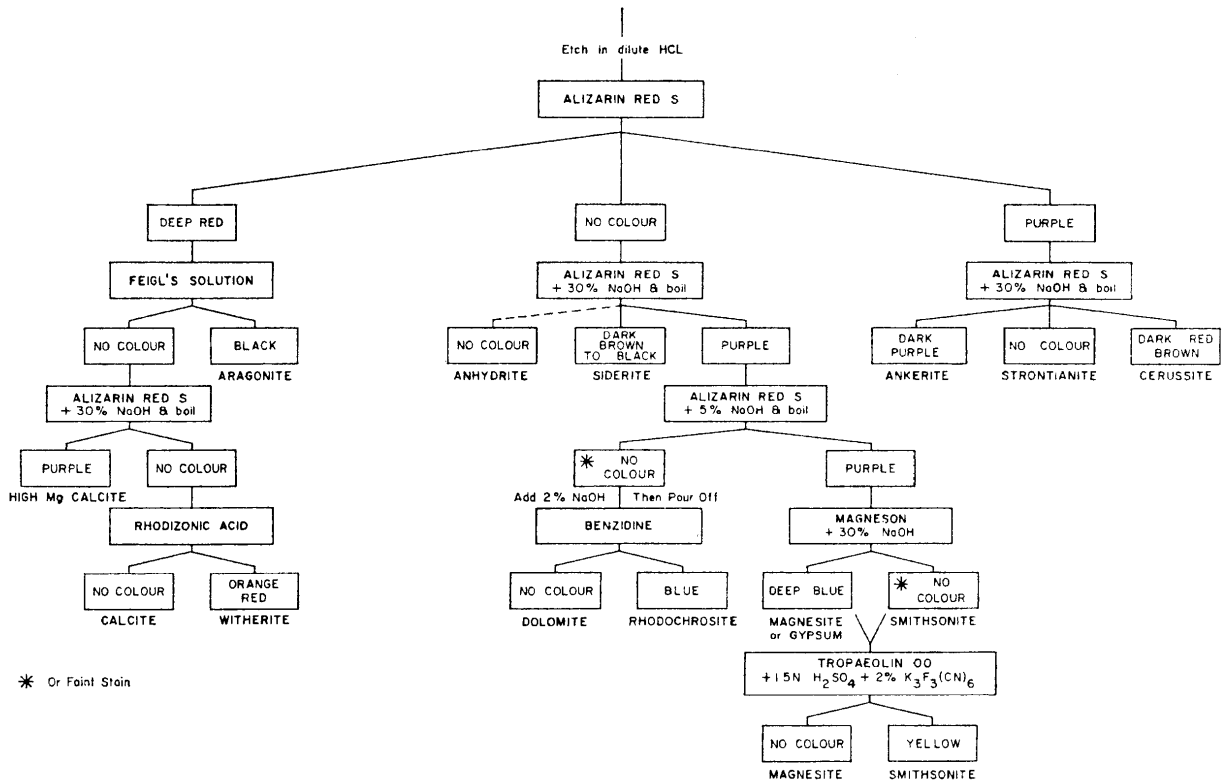 Etch in dilute HCL
ALIZARIN RED S
DEEP RED
NO COLOUR
PURPLE
FEIGL'S SOLUTION
ALIZARIN RED S
+ 30% NaOH & boil
ALIZARIN RED S
+ 30% NaOH & boil
NO COLOUR
BLACK
ARAGONITE
NO COLOUR
ANHYDRITE
DARK
BROWN
TO BLACK
SIDERITE
PURPLE
DARK
PURPLE
ANKERITE
NO COLOUR
STRONTIANITE
DARK RED
BROWN
CERUSSITE
ALIZARIN RED S
+ 30% NaOH & boil
ALIZARIN RED S
+ 5% NaOH & boil
PURPLE
HIGH Mg CALCITE
NO COLOUR
* NO
COLOUR
PURPLE
Add 2% NaOH Then Pour Off
RHODIZONIC ACID
BENZIDINE
MAGNESON
+ 30% NaOH
NO COLOUR
CALCITE
ORANGE
RED
WITHERITE
NO COLOUR
DOLOMITE
BLUE
RHODOCHROSITE
DEEP BLUE
MAGNESITE
or GYPSUM
* NO
COLOUR
SMITHSONITE
TROPAEOLIN OO
+1.5N H2SO4 + 2% K3F3(CN)6
* Or Faint Stain
NO COLOUR
MAGNESITE
YELLOW
SMITHSONITE